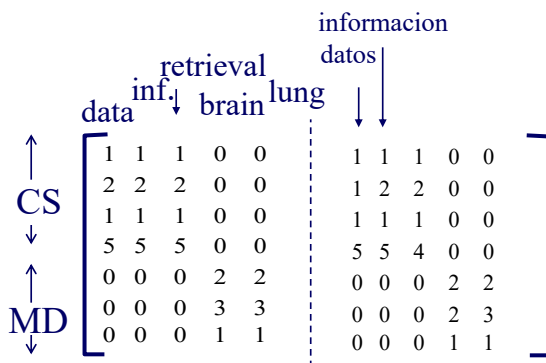 informacion
datos
retrieval
inf.
lung
brain
data
CS
MD
1 1 1 0 0 1 1 1 0 0
2 2 2 0 0 1 2 2 0 0
1 1 1 0 0 1 1 1 0 0
5 5 5 0 0 5 5 4 0 0
0 0 0 2 2 0 0 0 2 2
0 0 0 3 3 0 0 0 2 3
0 0 0 1 1 0 0 0 1 1